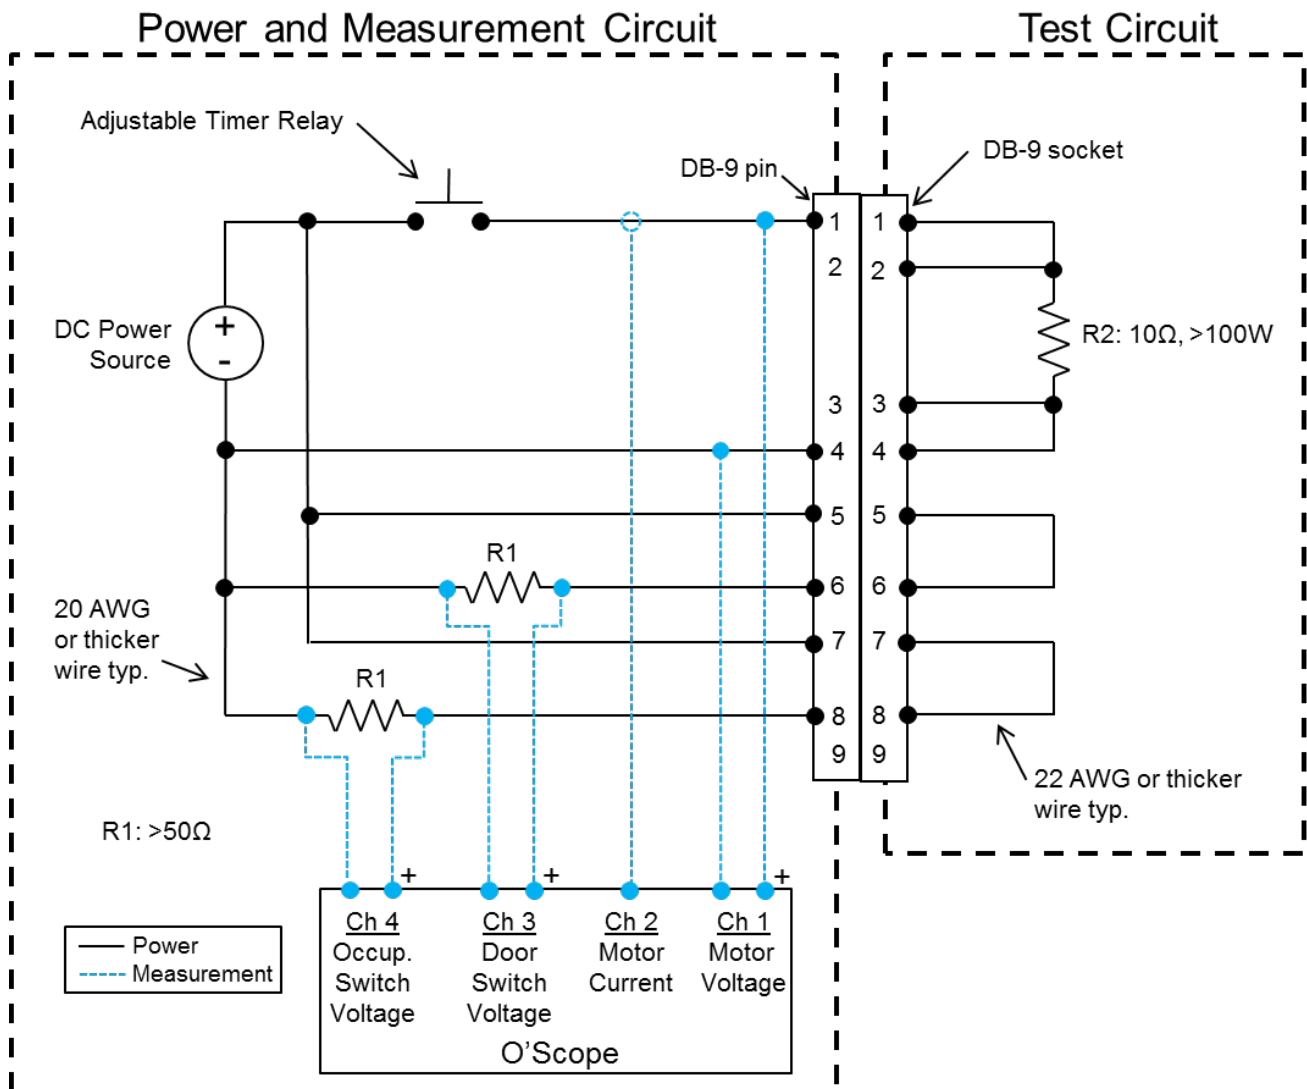 Power and Measurement Circuit
Test Circuit
Adjustable Timer Relay
DB-9 pin
DB-9 socket
1
2
3
4
5
6
7
8
9
1
2
3
4
5
6
7
8
9
DC Power
Source
+
-
R2: 10Ω, >100W
R1
20 AWG
or thicker
wire typ.
R1
22 AWG or thicker
wire typ.
R1: >50Ω
+
+
+
Power
Measurement
Ch 4
Occup.
Switch
Voltage
Ch 3
Door
Switch
Voltage
Ch 2
Motor
Current
Ch 1
Motor
Voltage
O'Scope